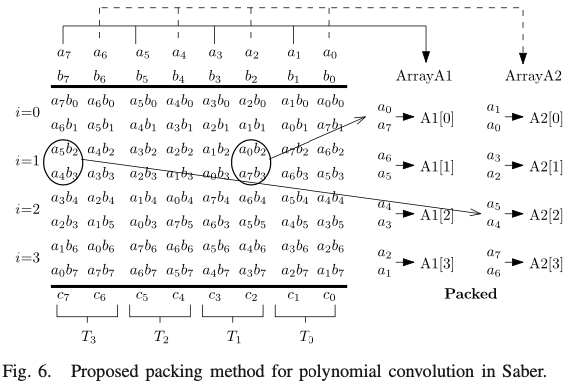 a₇ a₆ a₅ a₄ a₃ a₂ a₁ a₀
b₇ b₆ b₅ b₄ b₃ b₂ b₁ b₀ ArrayA1 ArrayA2
i=0 a₇b₀ a₆b₀ a₅b₀ a₄b₀ a₃b₀ a₂b₀ a₁b₀ a₀b₀ a₀ a₇ A1[0] a₁ a₀ A2[0]
a₆b₁ a₅b₁ a₄b₁ a₃b₁ a₂b₁ a₁b₁ a₀b₁ a₇b₁
i=1 a₅b₂ a₄b₂ a₃b₂ a₂b₂ a₁b₂ a₀b₂ a₇b₂ a₆b₂ a₆ a₅ A1[1] a₃ a₂ A2[1]
a₄b₃ a₃b₃ a₂b₃ a₁b₃ a₀b₃ a₇b₃ a₆b₃ a₅b₃
i=2 a₃b₄ a₂b₄ a₁b₄ a₀b₄ a₇b₄ a₆b₄ a₅b₄ a₄b₄ a₄ a₃ A1[2] a₅ a₄ A2[2]
a₂b₃ a₁b₅ a₀b₃ a₇b₃ a₆b₅ a₅b₅ a₄b₅ a₃b₅
i=3 a₁b₆ a₀b₆ a₇b₆ a₆b₆ a₅b₆ a₄b₆ a₃b₆ a₂b₆ a₂ a₁ A1[3] a₇ a₆ A2[3]
a₀b₇ a₇b₃ a₆b₇ a₅b₇ a₄b₇ a₃b₇ a₂b₇ a₁b₇
c₇ c₆ c₅ c₄ c₃ c₂ c₁ c₀ Packed
T₃ T₂ T₁ T₀
Fig. 6. Proposed packing method for polynomial convolution in Saber.